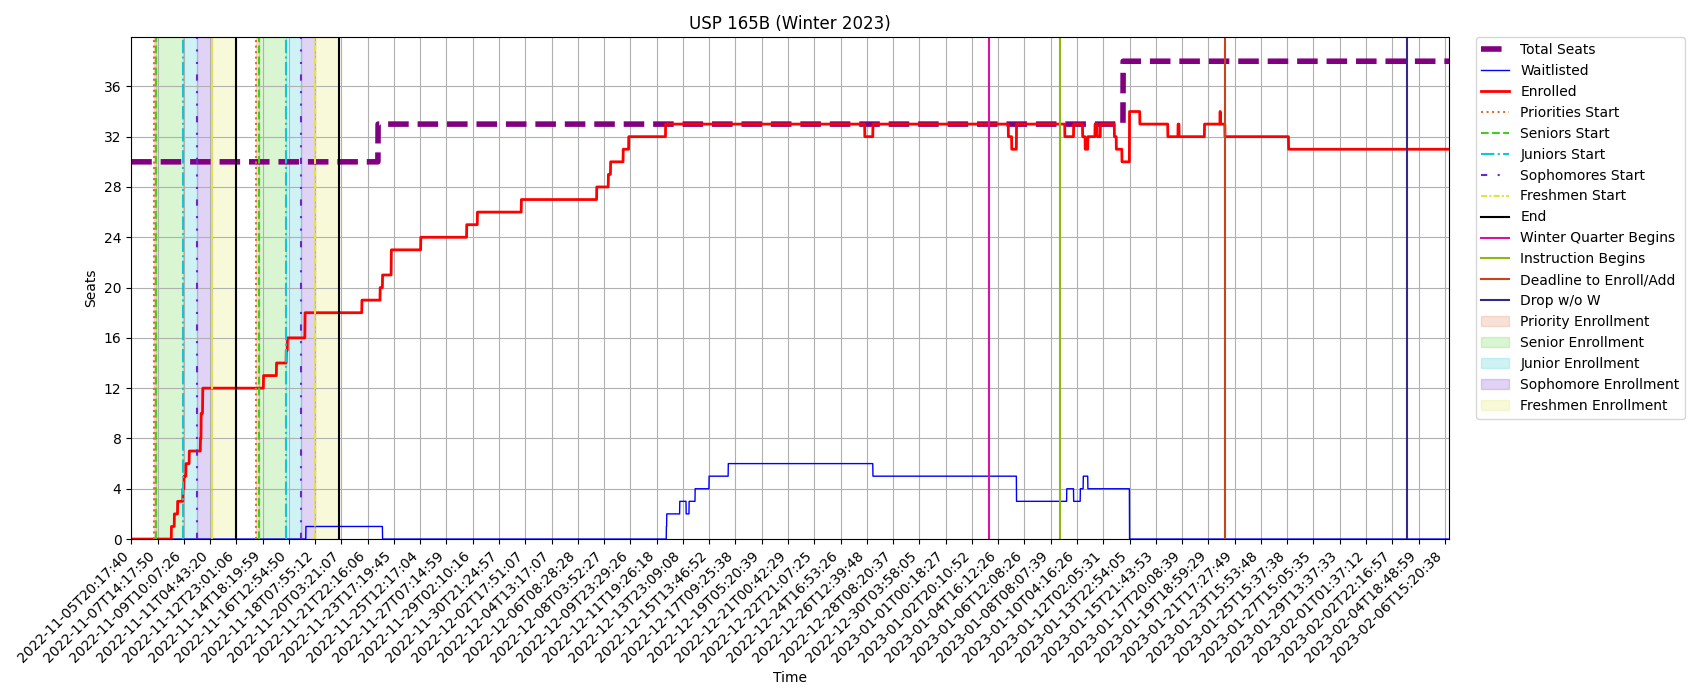 USP 165B (Winter 2023)
Seats
36
32
28
24
20
16
12
8
4
0
2022-11-05T20:17:40
2022-11-07T14:17:50
2022-11-09T10:07:26
2022-11-11T04:43:20
2022-11-12T23:01:06
2022-11-14T18:19:59
2022-11-16T12:54:50
2022-11-18T07:55:12
2022-11-20T03:21:07
2022-11-21T22:16:09
2022-11-23T17:19:45
2022-11-25T12:17:04
2022-11-27T07:14:59
2022-11-29T02:10:16
2022-11-30T21:24:57
2022-12-02T17:51:07
2022-12-04T13:17:07
2022-12-06T08:28:28
2022-12-08T03:52:27
2022-12-09T23:29:26
2022-12-11T19:26:18
2022-12-13T23:09:08
2022-12-15T13:46:52
2022-12-17T09:25:38
2022-12-19T05:20:39
2022-12-21T00:42:29
2022-12-22T21:07:25
2022-12-24T16:53:26
2022-12-26T12:39:48
2022-12-28T08:20:37
2022-12-30T03:58:05
2023-01-01T00:18:27
2023-01-02T20:10:52
2023-01-04T16:12:26
2023-01-06T12:08:26
2023-01-08T08:07:39
2023-01-10T04:16:26
2023-01-12T02:05:31
2023-01-13T22:54:05
2023-01-15T21:43:53
2023-01-17T20:08:39
2023-01-19T18:59:29
2023-01-21T17:27:49
2023-01-23T15:53:48
2023-01-25T15:37:38
2023-01-27T15:05:35
2023-01-29T13:37:33
2023-02-01T01:37:12
2023-02-02T22:16:57
2023-02-04T18:48:59
2023-02-06T15:20:38
Time
Total Seats
Waitlisted
Enrolled
Priorities Start
Seniors Start
Juniors Start
Sophomores Start
Freshmen Start
End
Winter Quarter Begins
Instruction Begins
Deadline to Enroll/Add
Drop w/o W
Priority Enrollment
Senior Enrollment
Junior Enrollment
Sophomore Enrollment
Freshmen Enrollment